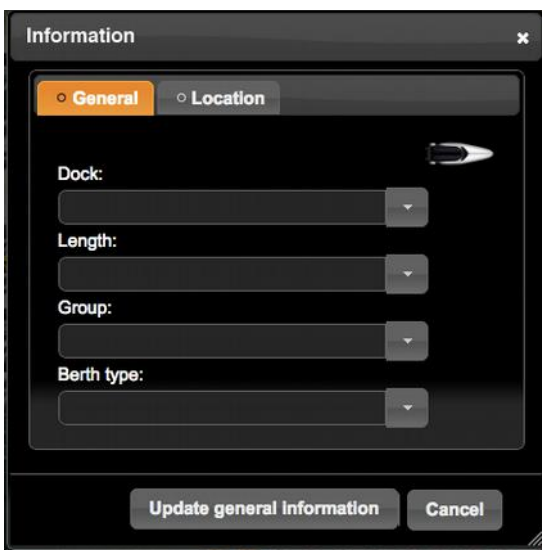 Information
General
Location
Dock:
Length:
Group:
Berth type:
Update general information
Cancel